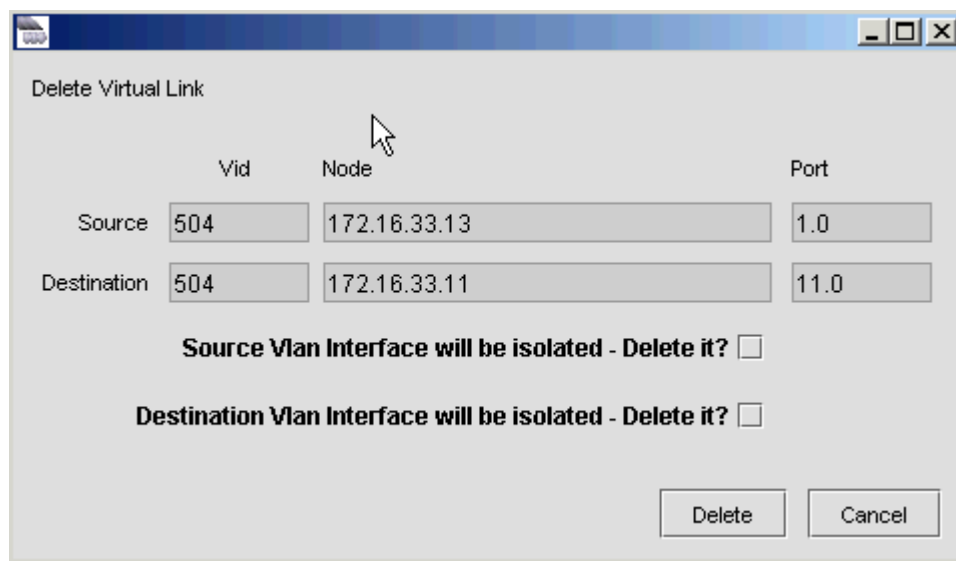 Delete Virtual Link
Vid Node Port
Source 504 172.16.33.13 1.0
Destination 504 172.16.33.11 11.0
Source Vlan Interface will be isolated - Delete it?
Destination Vlan Interface will be isolated - Delete it?
Delete Cancel